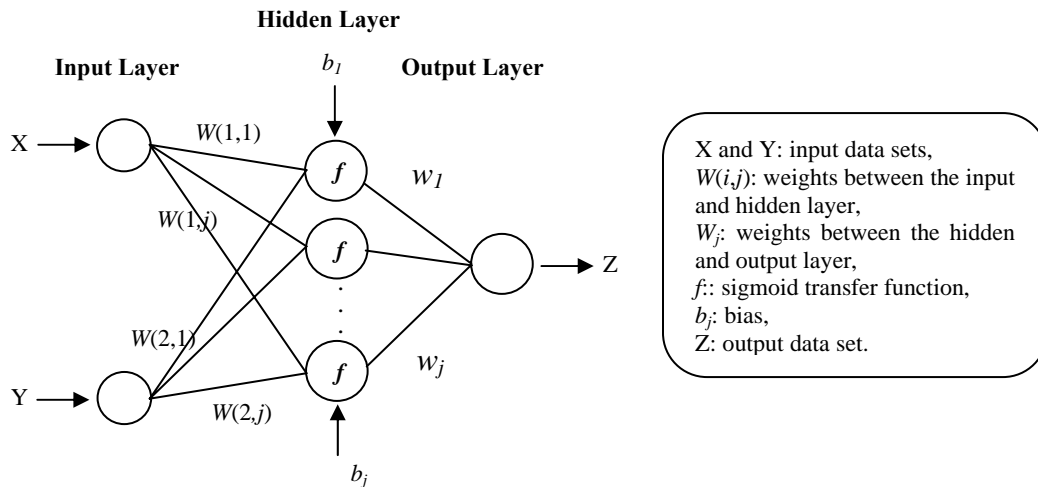 Hidden Layer
Input Layer
b1
Output Layer
X
W(1,1)
f
w1
W(1,j)
f
Z
W(2,1)
f
wj
Y
W(2,j)
bj
X and Y: input data sets,
W(i,j): weights between the input
and hidden layer,
Wj: weights between the hidden
and output layer,
f:: sigmoid transfer function,
bj: bias,
Z: output data set.